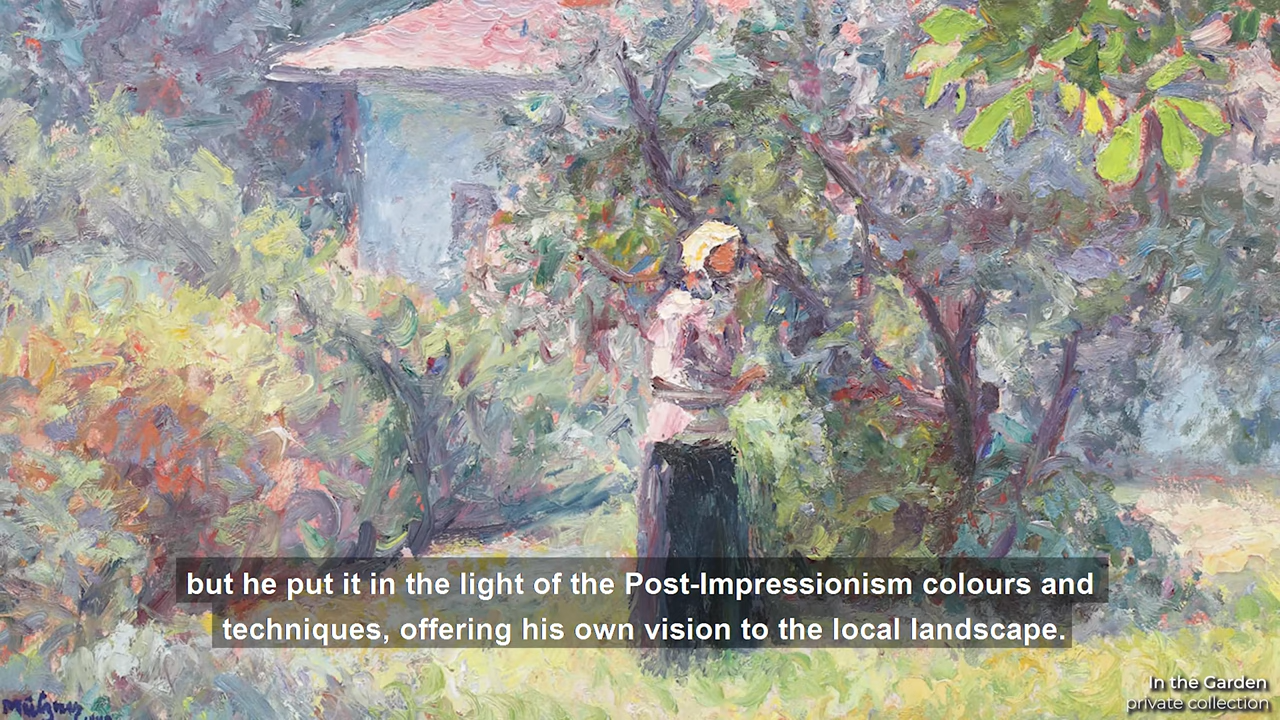 but he put it in the light of the Post-Impressionism colours and
techniques, offering his own vision to the local landscape.
In the Garden
private collection